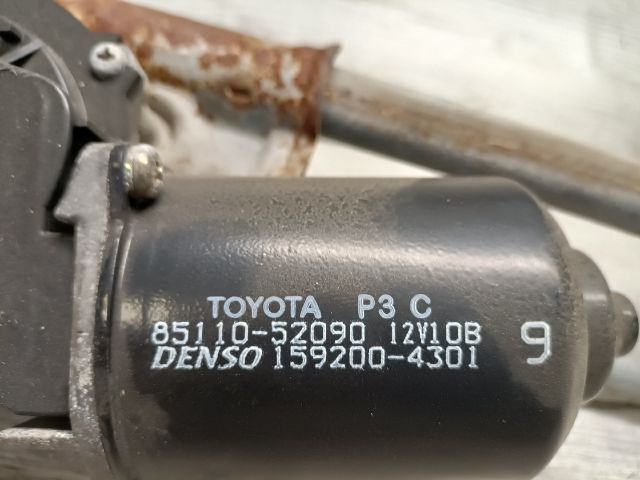 TOYOTA P3 C
85110-52090 12V10B
DENSO 159200-4301
9